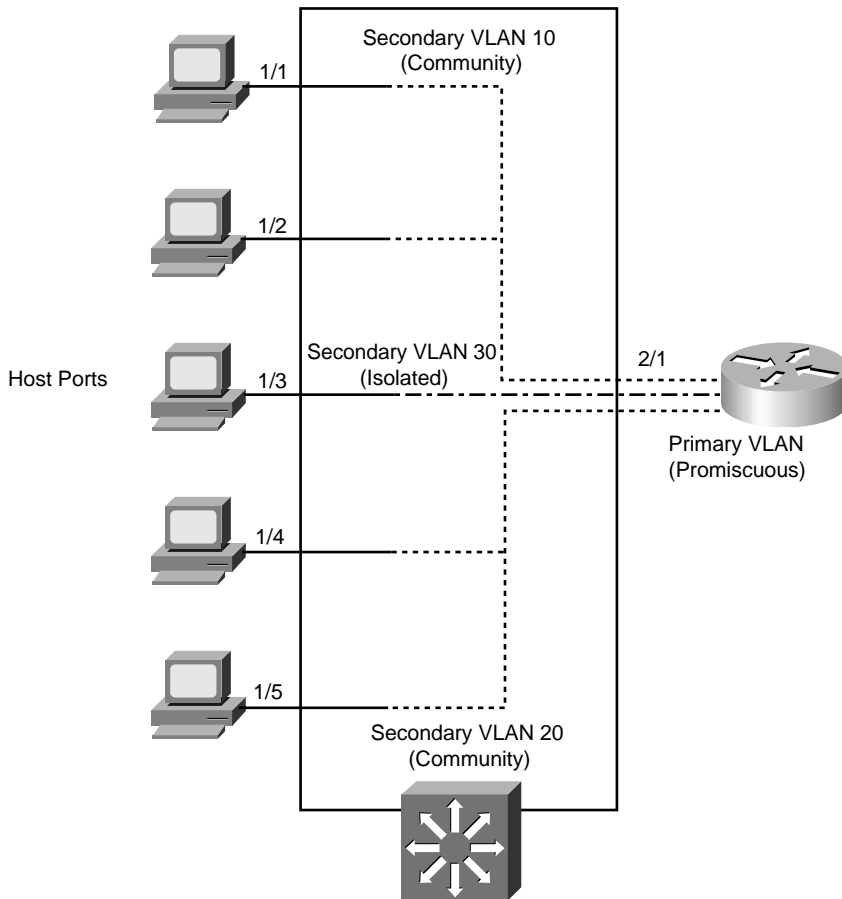 Secondary VLAN 10
(Community)
1/1
1/2
Secondary VLAN 30
(Isolated)
2/1
Host Ports
1/3
Primary VLAN
(Promiscuous)
1/4
1/5
Secondary VLAN 20
(Community)